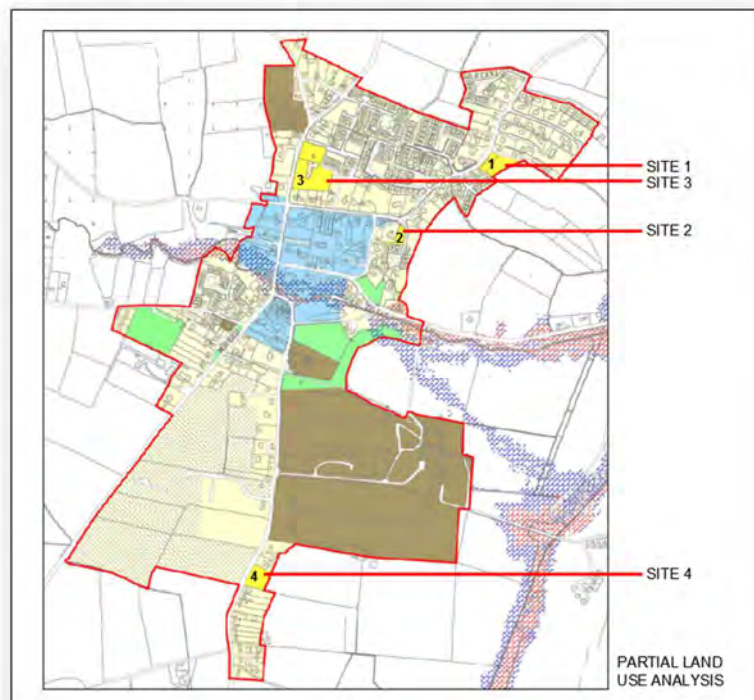 1
SITE 1
3
SITE 3
2
SITE 2
4
SITE 4
PARTIAL LAND
USE ANALYSIS